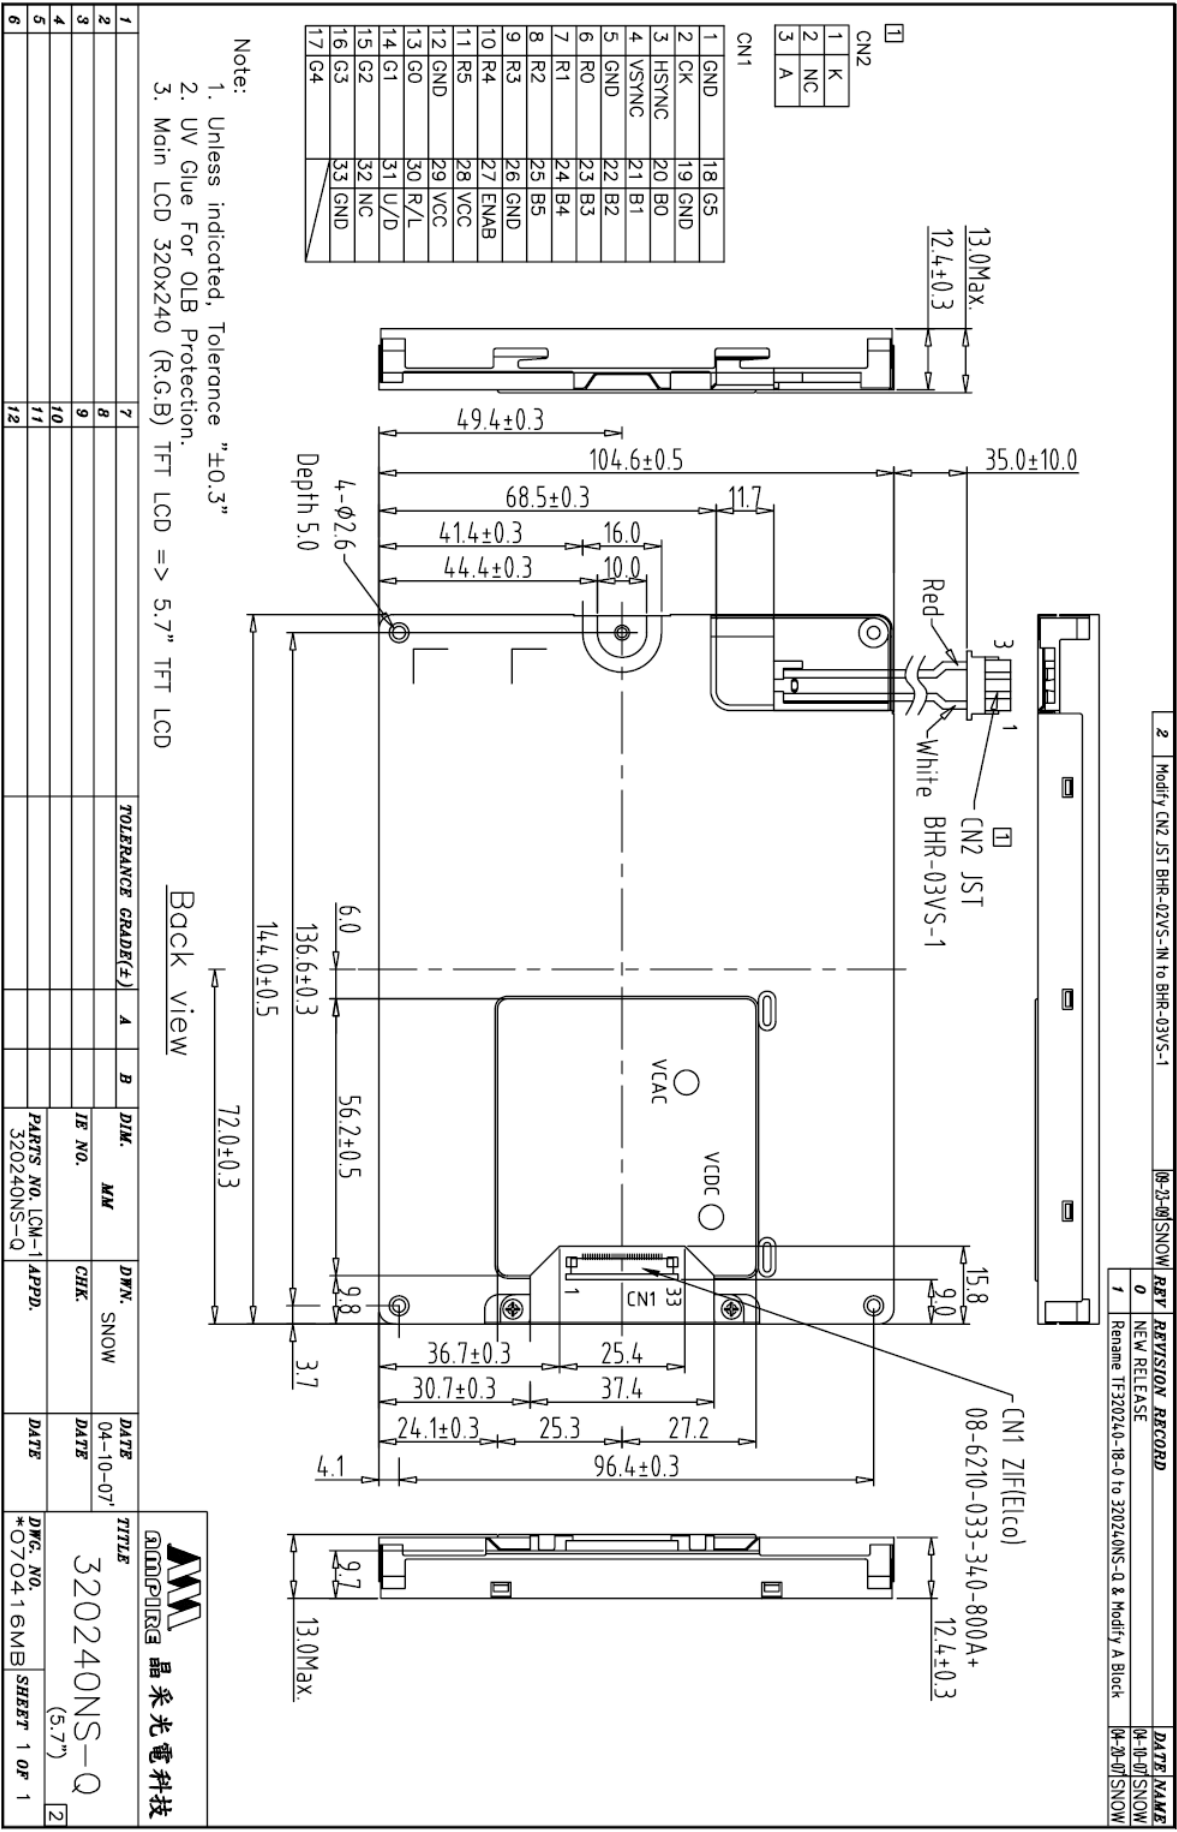 2 Modify CN2 JST BHR-02VS-1N to BHR-03VS-1 09-23-09 SNOW
REV REVISION RECORD DATE NAME
0 NEW RELEASE 04-10-07 SNOW
1 Rename TF320240-18-0 to 320240NS-Q & Modify A Block 04-20-07 SNOW
1
CN2
1 K
2 NC
3 A
CN1
1 GND 18 G5
2 CK 19 GND
3 HSYNC 20 B0
4 VSYNC 21 B1
5 GND 22 B2
6 R0 23 B3
7 R1 24 B4
8 R2 25 B5
9 R3 26 GND
10 R4 27 ENAB
11 R5 28 VCC
12 GND 29 VCC
13 G0 30 R/L
14 G1 31 U/D
15 G2 32 NC
16 G3 33 GND
17 G4
13.0Max.
12.4±0.3
35.0±10.0
104.6±0.5
49.4±0.3
68.5±0.3
11.7
41.4±0.3
16.0
44.4±0.3
10.0
4-Ø2.6
Depth 5.0
Red
White
3
1
1
CN2 JST
BHR-03VS-1
6.0
136.6±0.3
144.0±0.5
56.2±0.5
72.0±0.3
9.8
3.7
VCAC
VCDC
CN1
1
33
15.8
9.0
CN1 ZIF(Elco)
08-6210-033-340-800A+
36.7±0.3
25.4
30.7±0.3
37.4
24.1±0.3
25.3
27.2
4.1
96.4±0.3
12.4±0.3
9.7
13.0Max.
Back view
Note:
1. Unless indicated, Tolerance "±0.3"
2. UV Glue For OLB Protection.
3. Main LCD 320x240 (R.G.B) TFT LCD => 5.7" TFT LCD
1
2
3
4
5
6
7
8
9
10
11
12
TOLERANCE GRADE(±) A B
DIM. MM
IE NO.
PARTS NO. LCM-1
320240NS-Q
DWN. SNOW
CHK.
APPD.
DATE 04-10-07'
DATE
DATE
AMPIRE 晶采光電科技
TITLE
320240NS-Q
(5.7")
2
DWG. NO.
*070416MB
SHEET 1 OF 1